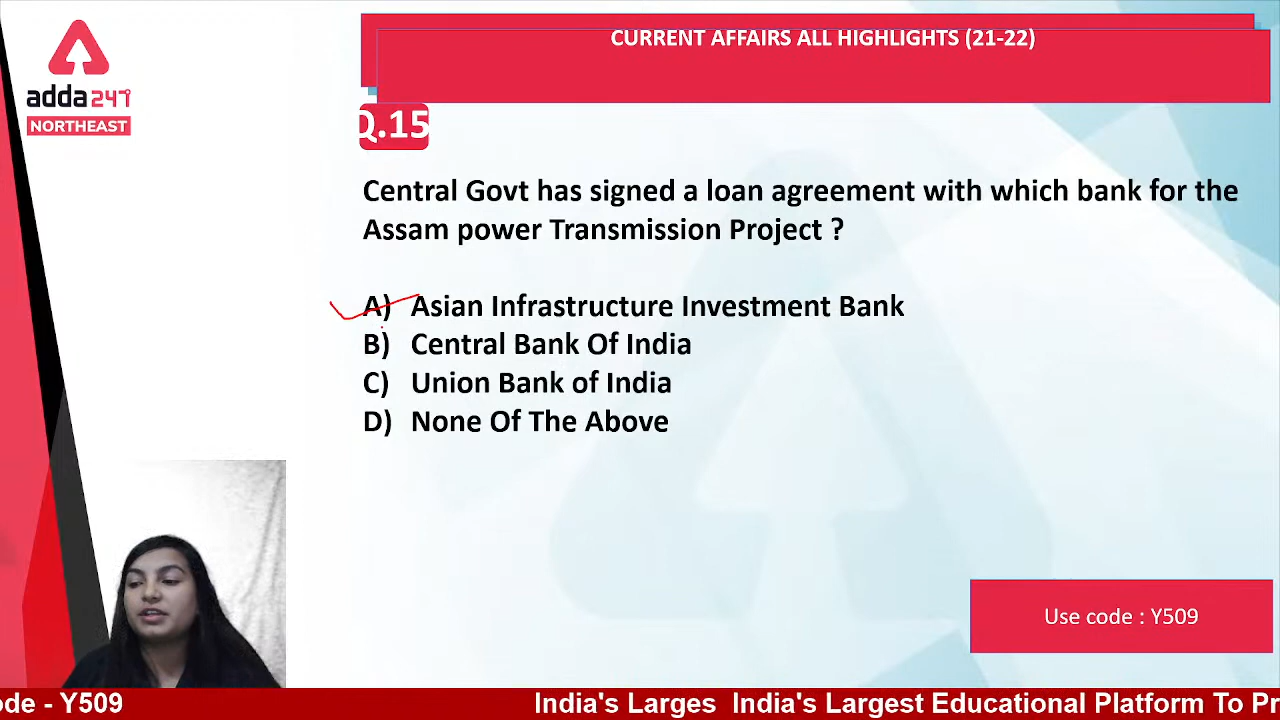 adda247
NORTHEAST
CURRENT AFFAIRS ALL HIGHLIGHTS (21-22)
Q.15
Central Govt has signed a loan agreement with which bank for the
Assam power Transmission Project ?
A) Asian Infrastructure Investment Bank
B) Central Bank Of India
C) Union Bank of India
D) None Of The Above
Use code : Y509
ode - Y509 India's Larges India's Largest Educational Platform To Pr